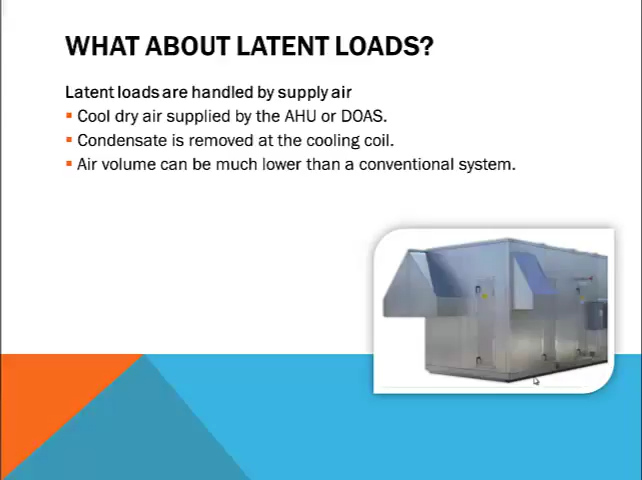 WHAT ABOUT LATENT LOADS?
Latent loads are handled by supply air
Cool dry air supplied by the AHU or DOAS.
Condensate is removed at the cooling coil.
Air volume can be much lower than a conventional system.